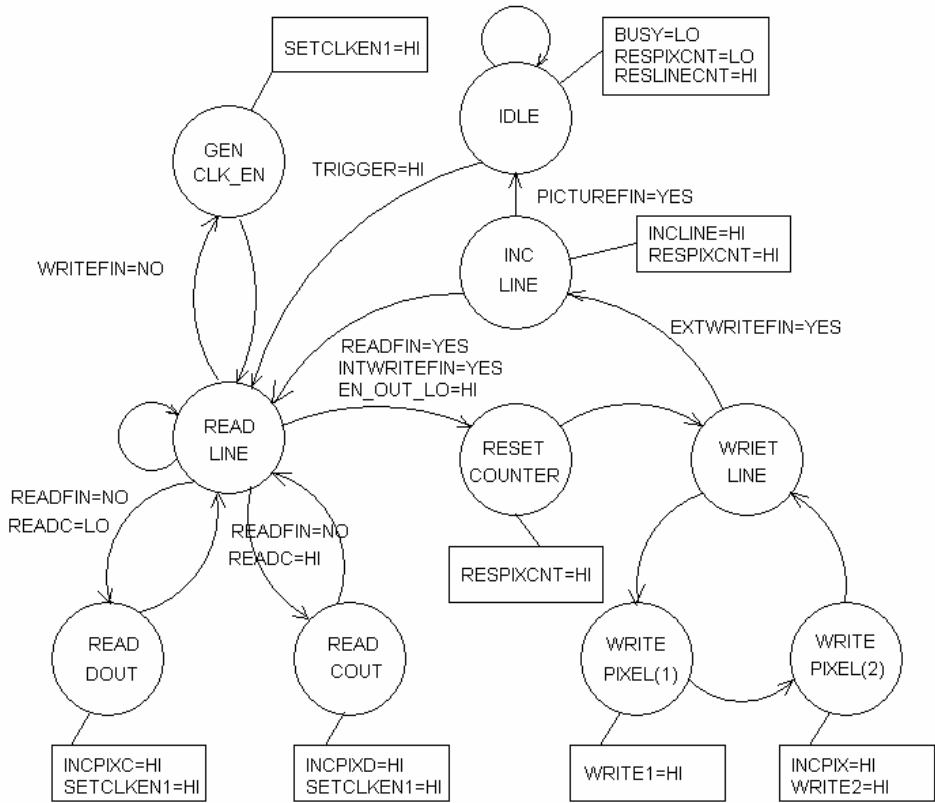 SETCLKEN1=HI
BUSY=LO
RESPIXCNT=LO
RESLINECNT=HI
IDLE
GEN
CLK_EN
TRIGGER=HI
PICTUREFIN=YES
INCLINE=HI
RESPIXCNT=HI
INC
LINE
WRITEFIN=NO
EXTWRITEFIN=YES
READFIN=YES
INTWRITEFIN=YES
EN_OUT_LO=HI
READ
LINE
RESET
COUNTER
WRIET
LINE
READFIN=NO
READC=LO
READFIN=NO
READC=HI
RESPIXCNT=HI
READ
DOUT
READ
COUT
WRITE
PIXEL(1)
WRITE
PIXEL(2)
INCPIXC=HI
SETCLKEN1=HI
INCPIXD=HI
SETCLKEN1=HI
WRITE1=HI
INCPIX=HI
WRITE2=HI